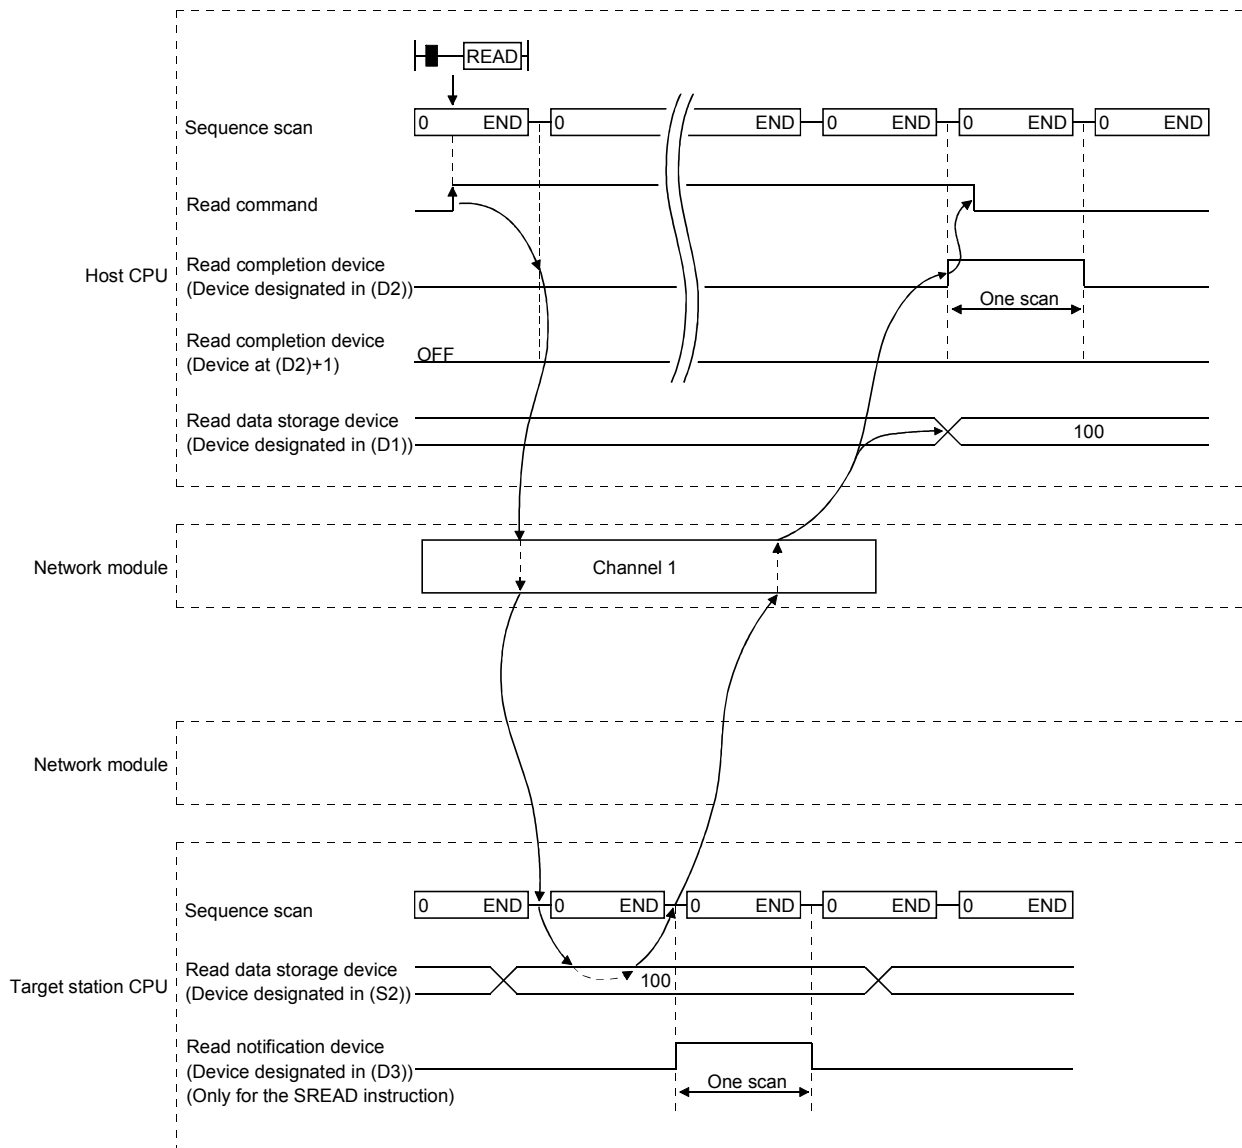 READ
Sequence scan
0 END 0 END 0 END 0 END 0 END
Read command
Host CPU
Read completion device
(Device designated in (D2))
One scan
Read completion device
(Device at (D2)+1)
OFF
Read data storage device
(Device designated in (D1))
100
Network module
Channel 1
Network module
Sequence scan
0 END 0 END 0 END 0 END 0 END
Target station CPU
Read data storage device
(Device designated in (S2))
100
Read notification device
(Device designated in (D3))
(Only for the SREAD instruction)
One scan